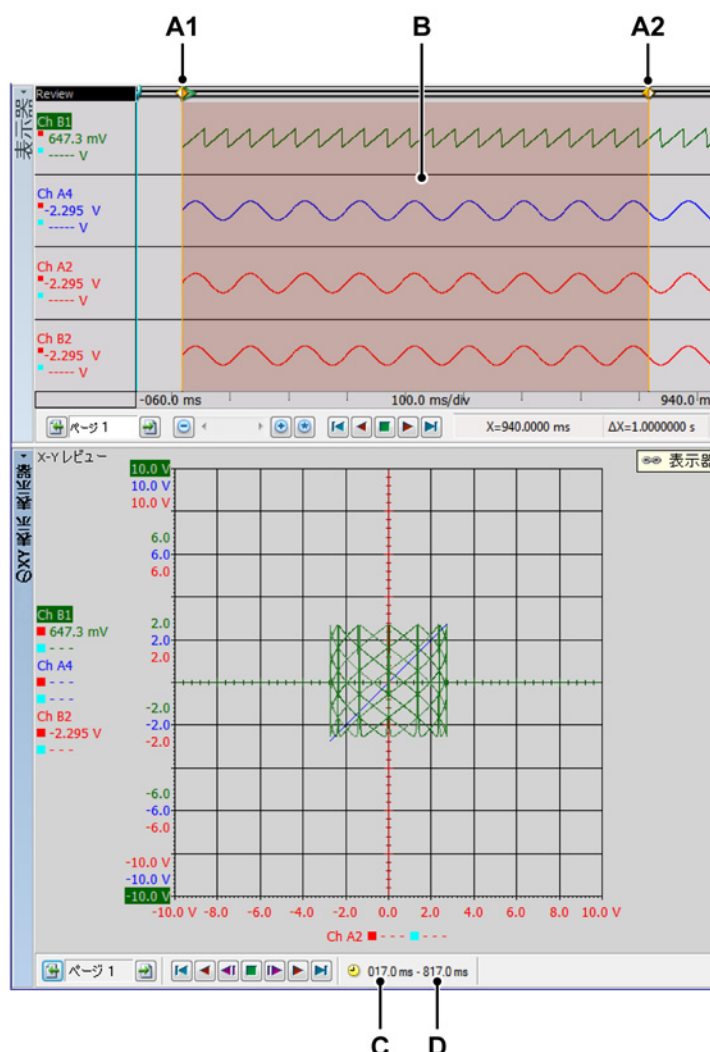 A1 B A2
Review
表示器
Ch B1
647.3 mV
----- V
Ch A4
-2.295 V
----- V
Ch A2
-2.295 V
----- V
Ch B2
-2.295 V
----- V
-060.0 ms 100.0 ms/div 940.0 m
ページ 1 X=940.0000 ms ΔX=1.0000000 s
X-Y レビュー
表示器
XY 表示 表示器
10.0 V
10.0 V
10.0 V
6.0
6.0
6.0
Ch B1
647.3 mV
- - -
Ch A4
- - -
- - -
Ch B2
-2.295 V
- - -
2.0
2.0
2.0
-2.0
-2.0
-2.0
-6.0
-6.0
-6.0
-10.0 V
-10.0 V
-10.0 V
-10.0 V -8.0 -6.0 -4.0 -2.0 0.0 2.0 4.0 6.0 8.0 10.0 V
Ch A2 - - - - - -
ページ 1 017.0 ms - 817.0 ms
C D